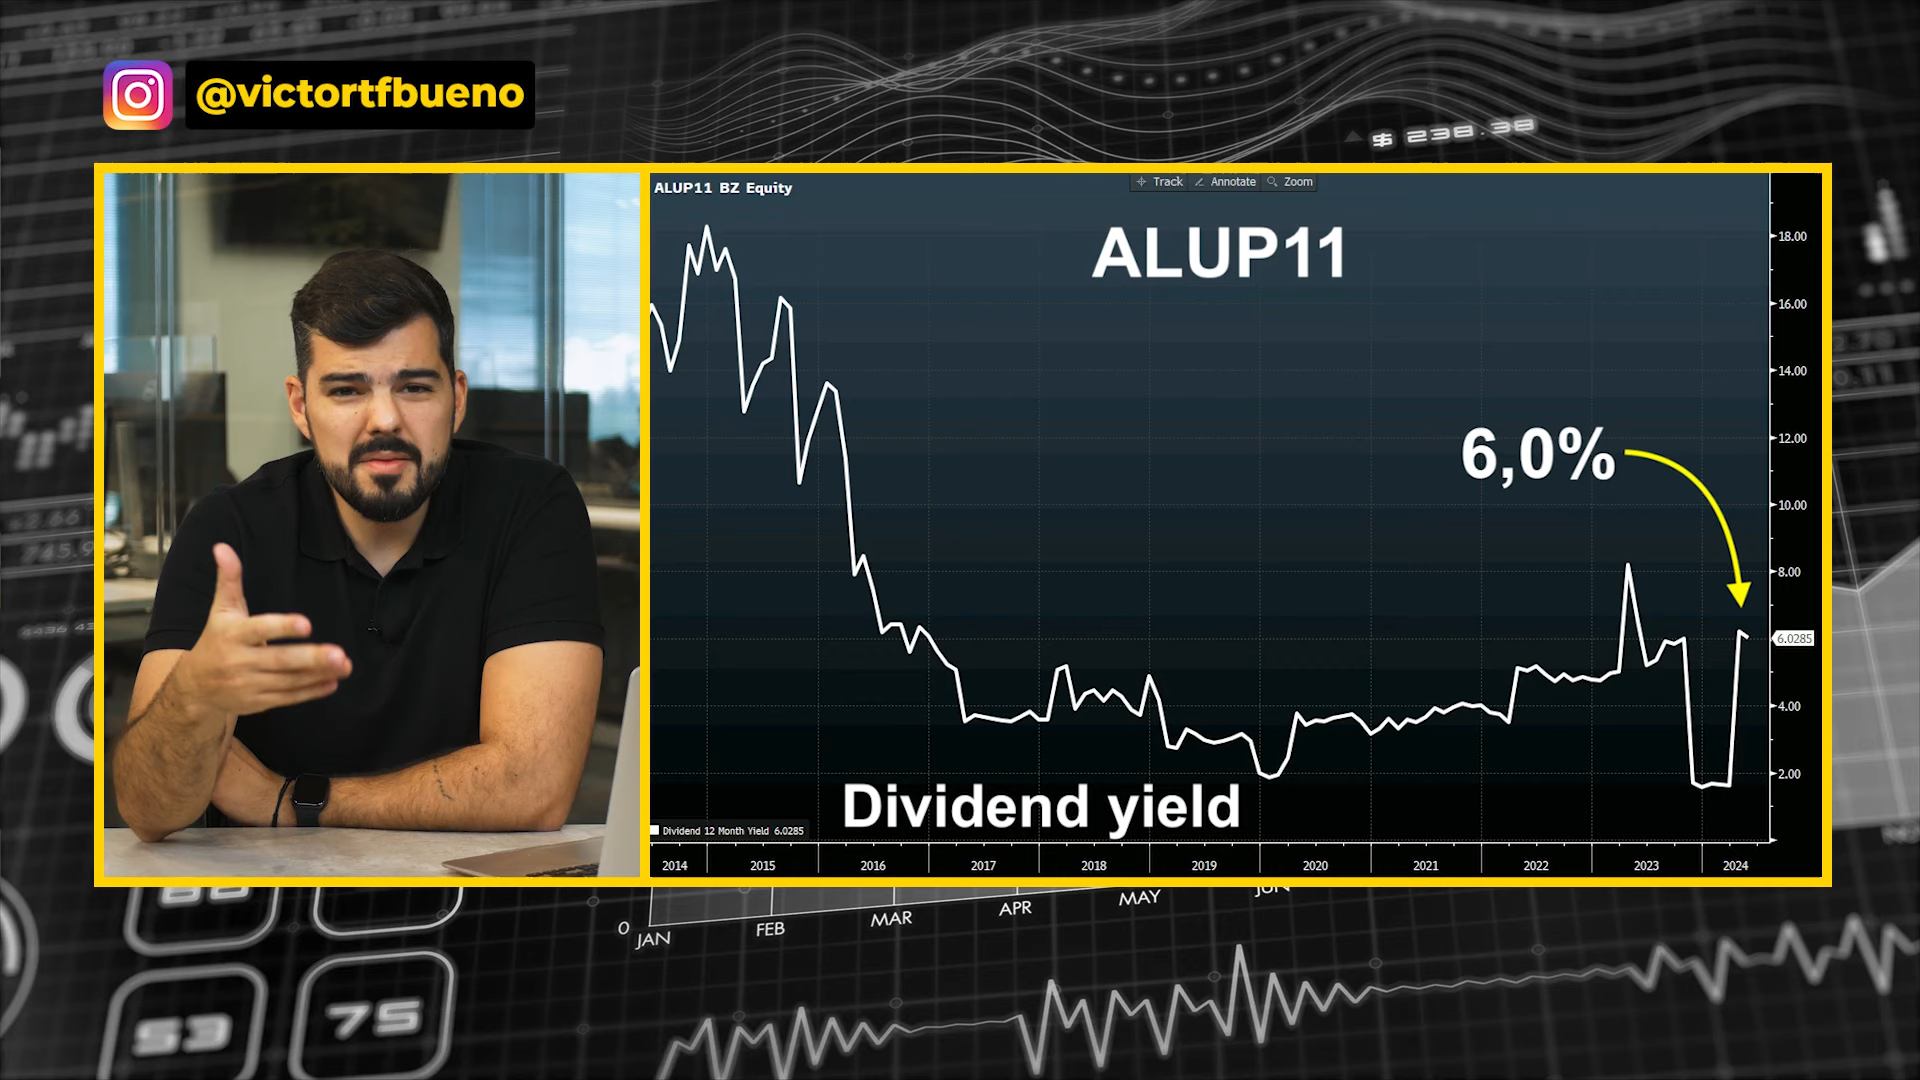 @victortfbueno
$ 238.38
ALUP11 BZ Equity
Track Annotate Zoom
ALUP11
18.00
16.00
14.00
12.00
6,0%
10.00
8.00
6.0285
4.00
2.00
Dividend yield
Dividend 12 Month Yield 6.0285
2014 2015 2016 2017 2018 2019 2020 2021 2022 2023 2024
0 JAN FEB MAR APR MAY JUN
53 75